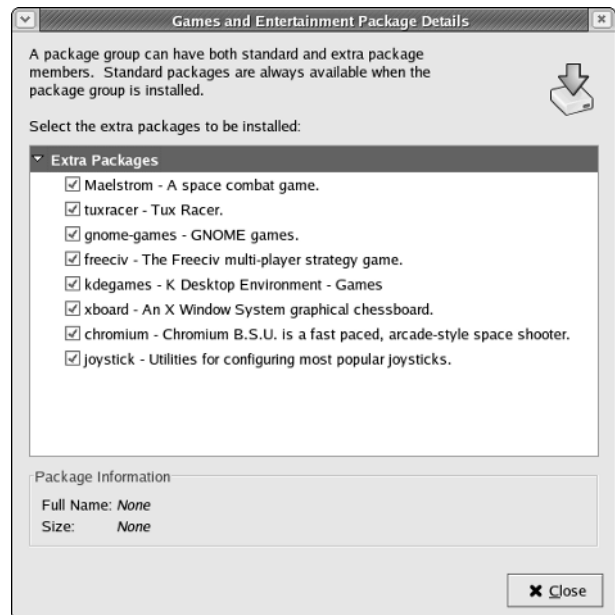 Games and Entertainment Package Details
A package group can have both standard and extra package
members. Standard packages are always available when the
package group is installed.
Select the extra packages to be installed:
Extra Packages
Maelstrom - A space combat game.
tuxracer - Tux Racer.
gnome-games - GNOME games.
freeciv - The Freeciv multi-player strategy game.
kdegames - K Desktop Environment - Games
xboard - An X Window System graphical chessboard.
chromium - Chromium B.S.U. is a fast paced, arcade-style space shooter.
joystick - Utilities for configuring most popular joysticks.
Package Information
Full Name: None
Size: None
Close